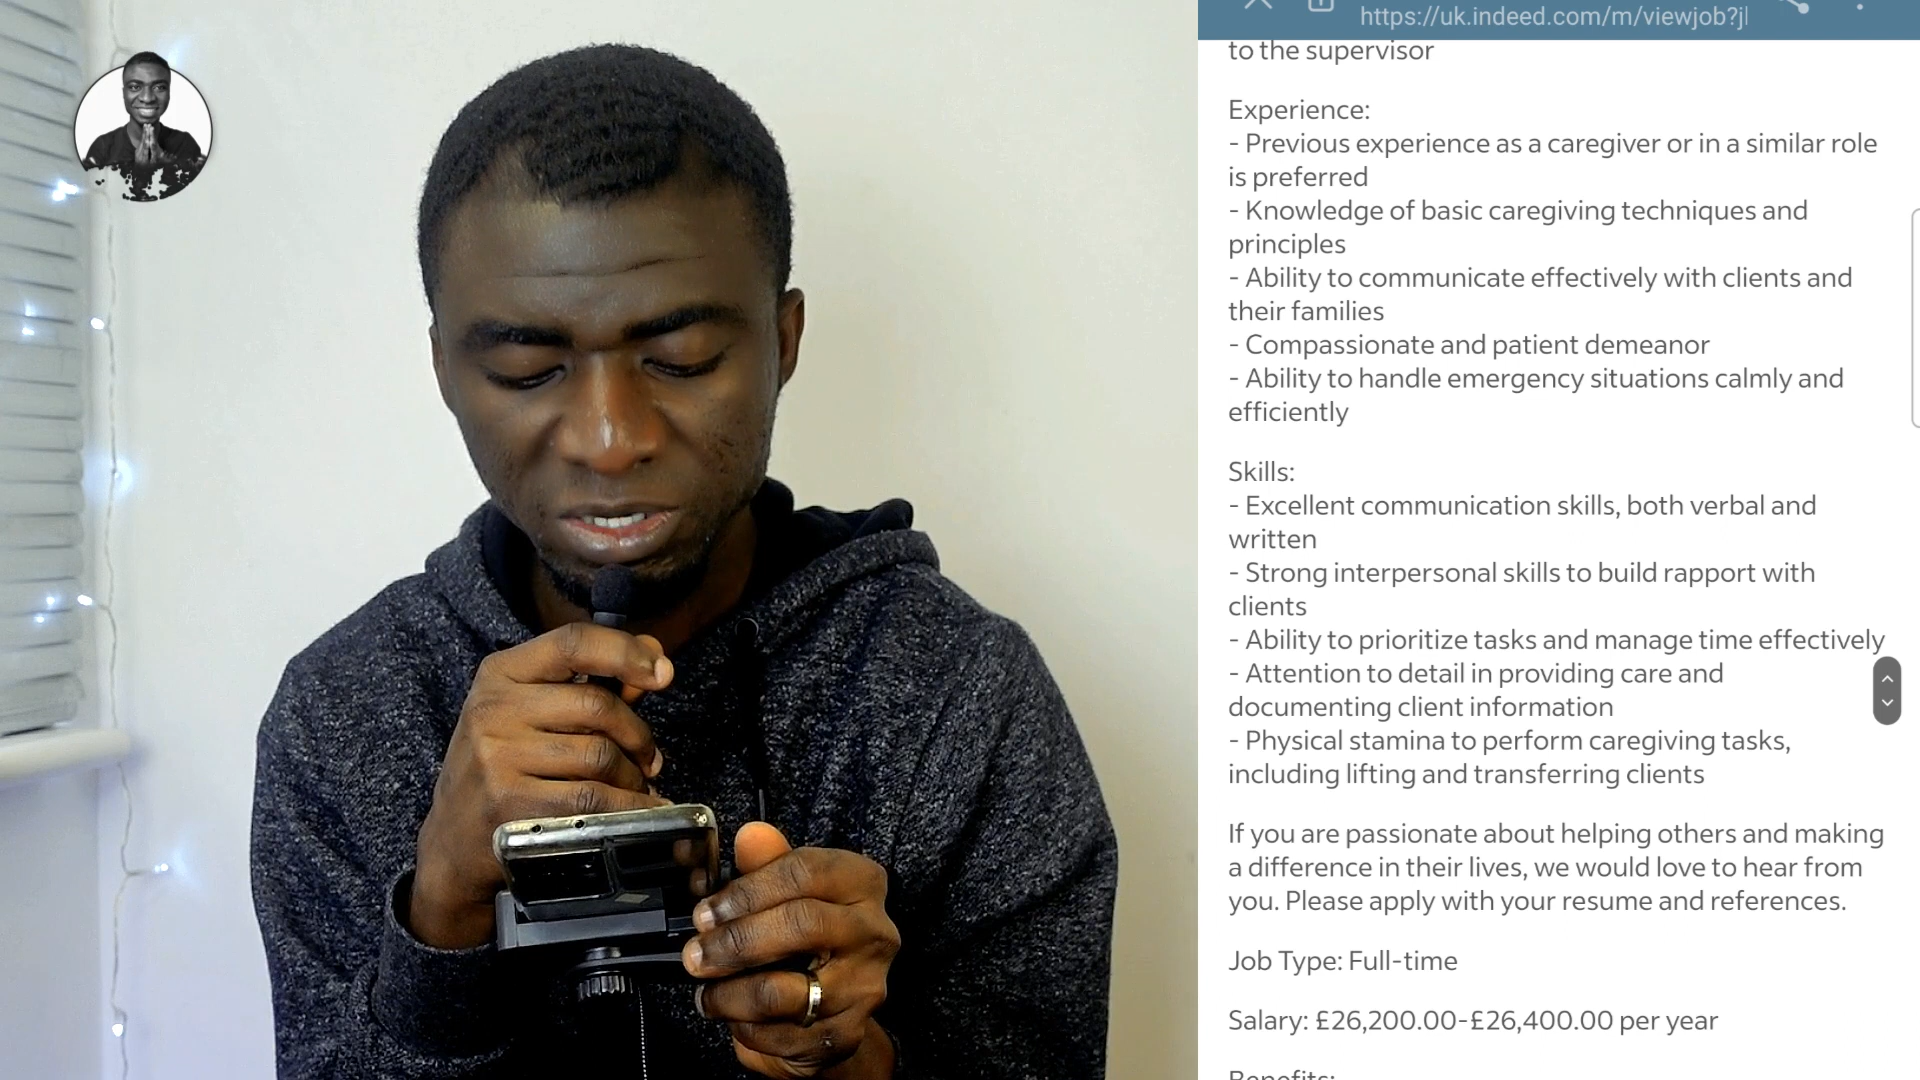 https://uk.indeed.com/m/viewjob?j
to the supervisor
Experience:
- Previous experience as a caregiver or in a similar role
is preferred
- Knowledge of basic caregiving techniques and
principles
- Ability to communicate effectively with clients and
their families
- Compassionate and patient demeanor
- Ability to handle emergency situations calmly and
efficiently
Skills:
- Excellent communication skills, both verbal and
written
- Strong interpersonal skills to build rapport with
clients
- Ability to prioritize tasks and manage time effectively
- Attention to detail in providing care and
documenting client information
- Physical stamina to perform caregiving tasks,
including lifting and transferring clients
If you are passionate about helping others and making
a difference in their lives, we would love to hear from
you. Please apply with your resume and references.
Job Type: Full-time
Salary: £26,200.00-£26,400.00 per year
Benefits: